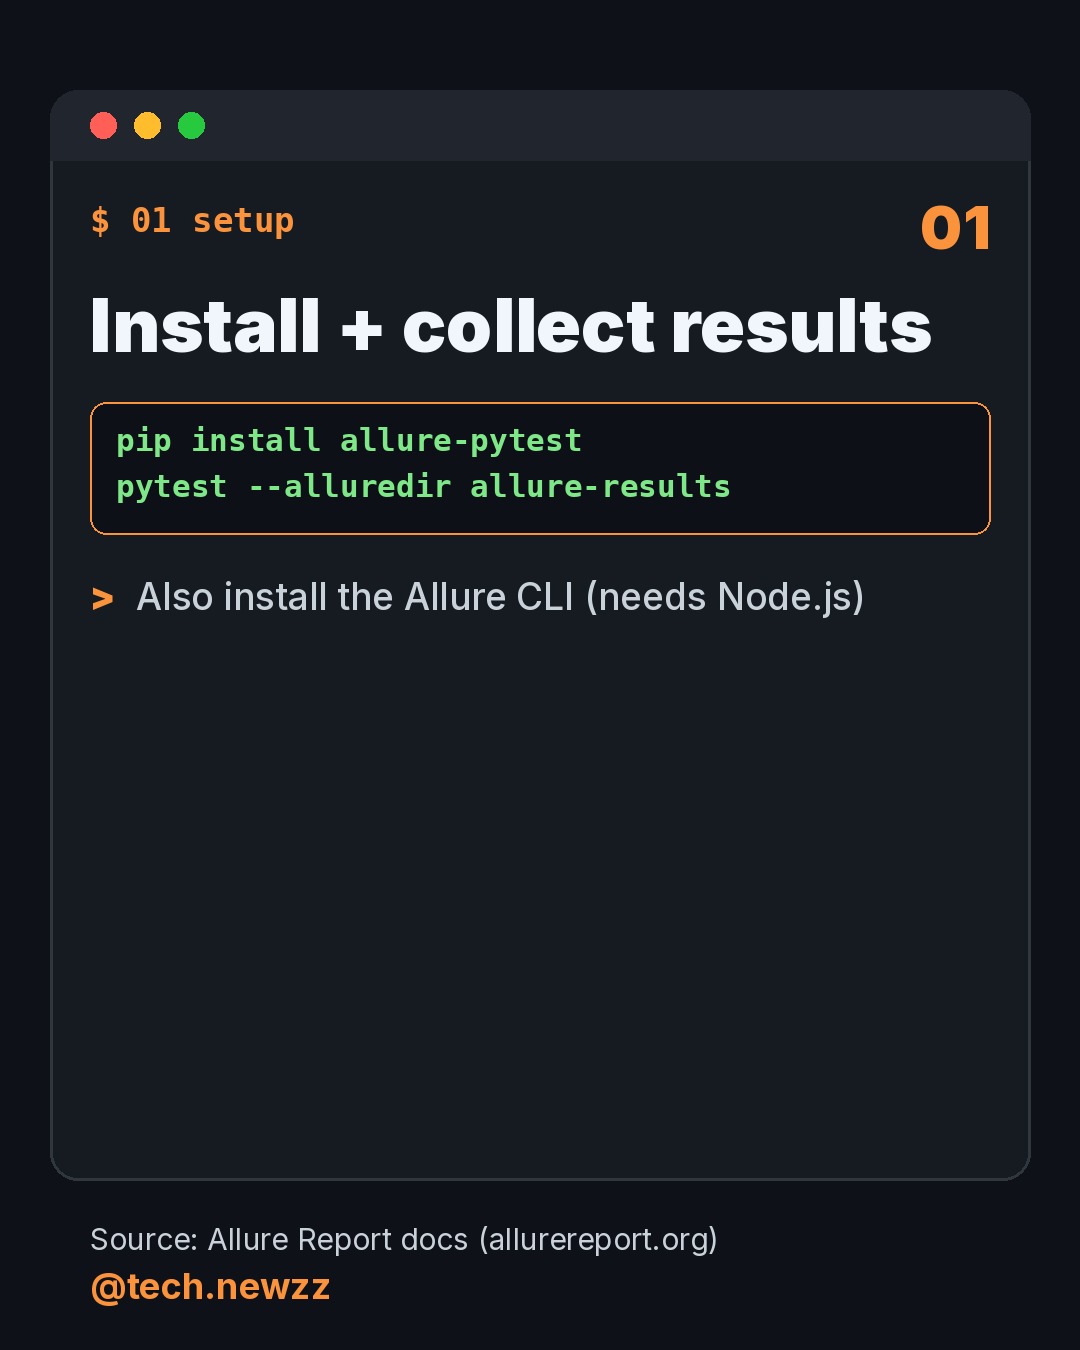 $ 01 setup
01
Install + collect results
pip install allure-pytest
pytest --alluredir allure-results
> Also install the Allure CLI (needs Node.js)
Source: Allure Report docs (allurereport.org)
@tech.newzz